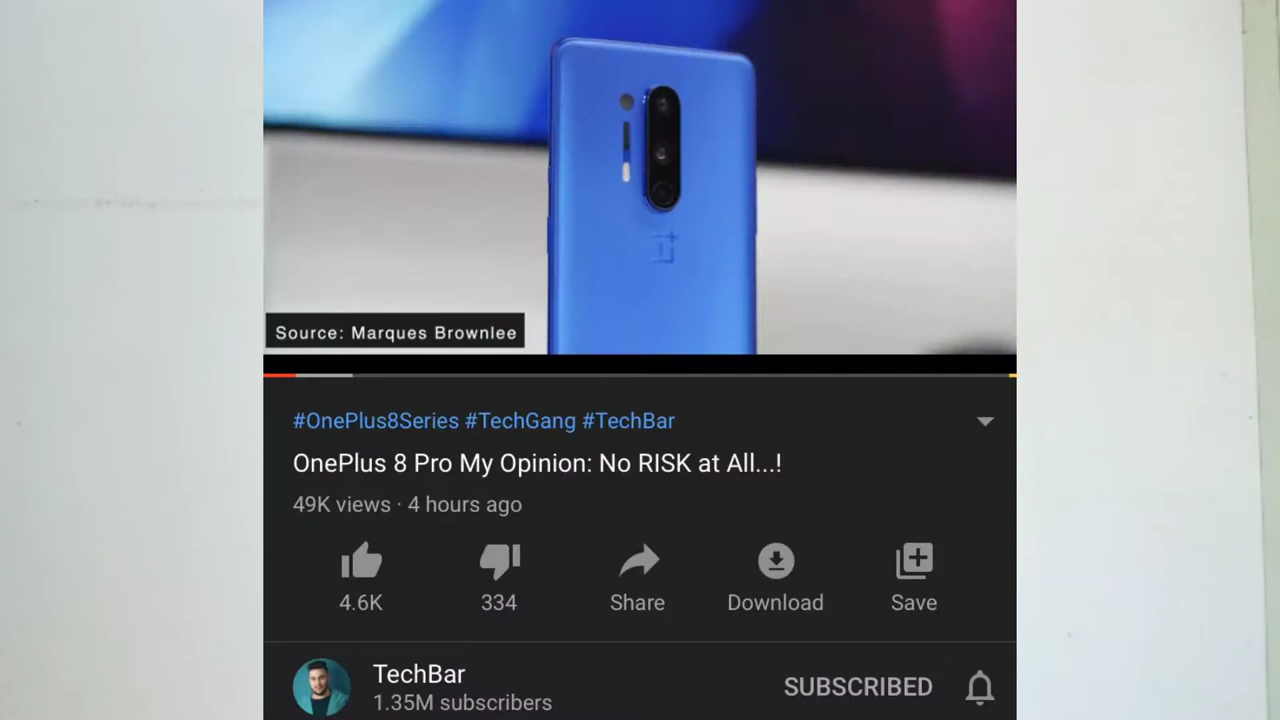 Source: Marques Brownlee
#OnePlus8Series #TechGang #TechBar
OnePlus 8 Pro My Opinion: No RISK at All...!
49K views · 4 hours ago
4.6K
334
Share
Download
Save
TechBar
SUBSCRIBED
1.35M subscribers